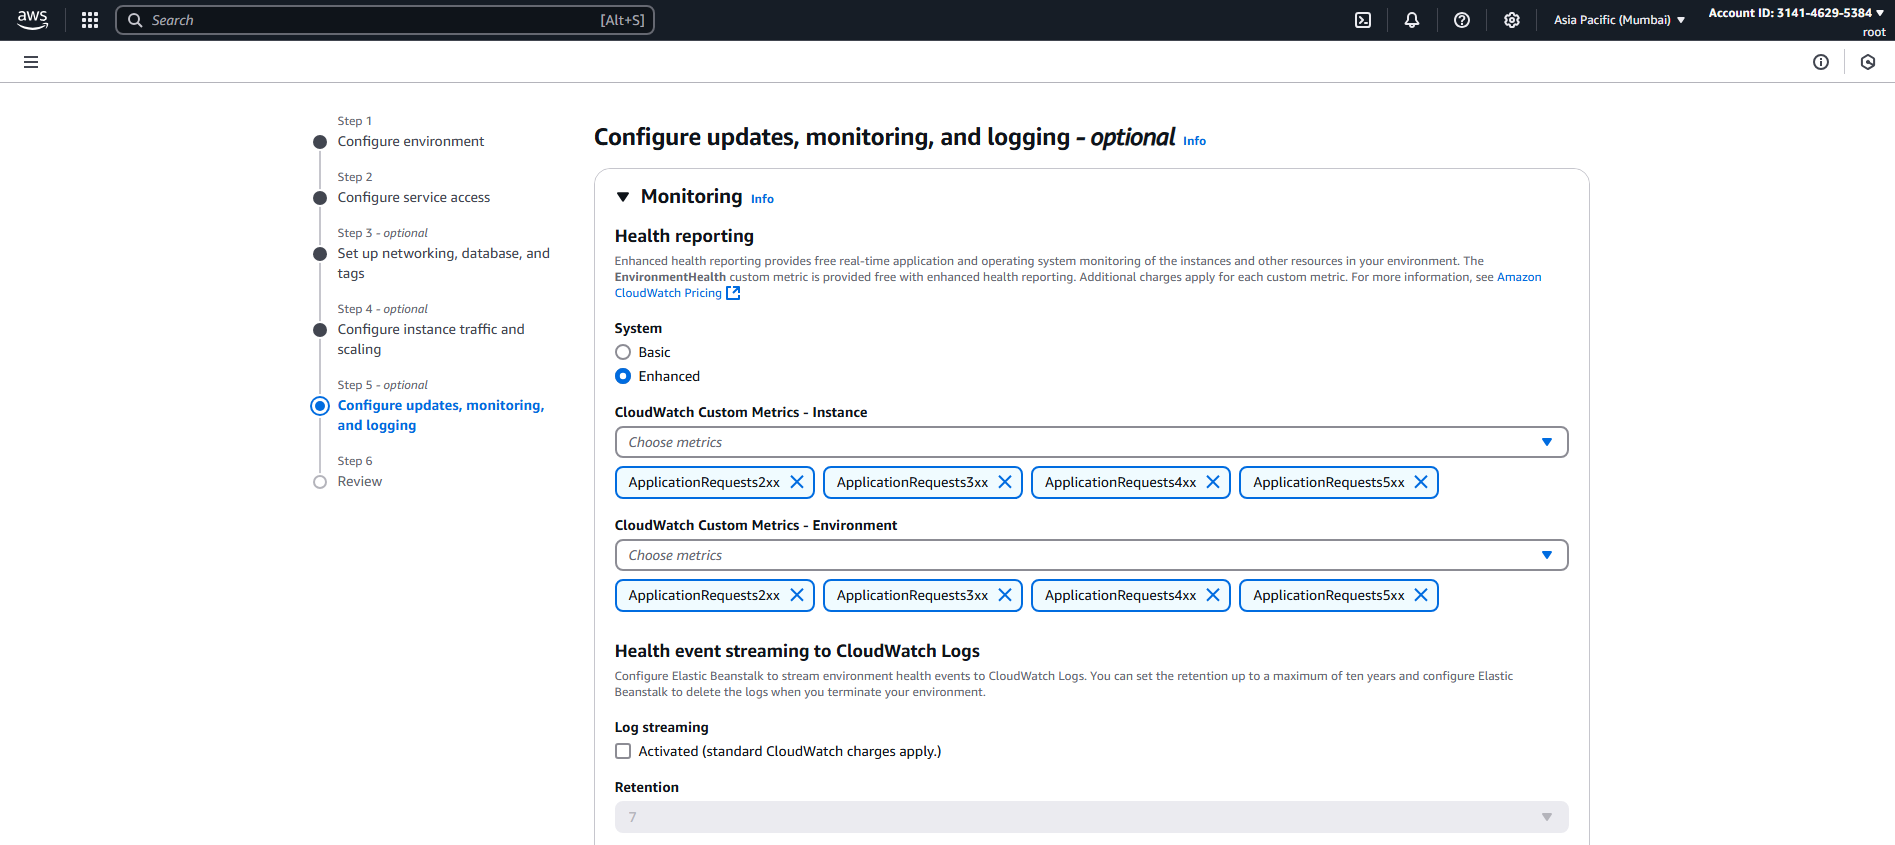 aws
Search [Alt+S]
Asia Pacific (Mumbai)
Account ID: 3141-4629-5384
root
Step 1
Configure environment
Step 2
Configure service access
Step 3 - optional
Set up networking, database, and
tags
Step 4 - optional
Configure instance traffic and
scaling
Step 5 - optional
Configure updates, monitoring,
and logging
Step 6
Review
Configure updates, monitoring, and logging - optional Info
Monitoring Info
Health reporting
Enhanced health reporting provides free real-time application and operating system monitoring of the instances and other resources in your environment. The
EnvironmentHealth custom metric is provided free with enhanced health reporting. Additional charges apply for each custom metric. For more information, see Amazon
CloudWatch Pricing
System
Basic
Enhanced
CloudWatch Custom Metrics - Instance
Choose metrics
ApplicationRequests2xx ApplicationRequests3xx ApplicationRequests4xx ApplicationRequests5xx
CloudWatch Custom Metrics - Environment
Choose metrics
ApplicationRequests2xx ApplicationRequests3xx ApplicationRequests4xx ApplicationRequests5xx
Health event streaming to CloudWatch Logs
Configure Elastic Beanstalk to stream environment health events to CloudWatch Logs. You can set the retention up to a maximum of ten years and configure Elastic
Beanstalk to delete the logs when you terminate your environment.
Log streaming
Activated (standard CloudWatch charges apply.)
Retention
7